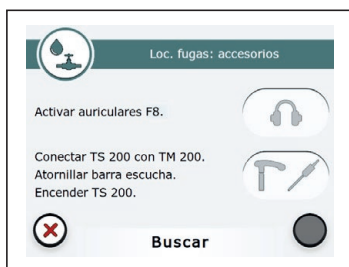 Loc. fugas: accesorios
Activar auriculares F8.
Conectar TS 200 con TM 200.
Atornillar barra escucha.
Encender TS 200.
Buscar